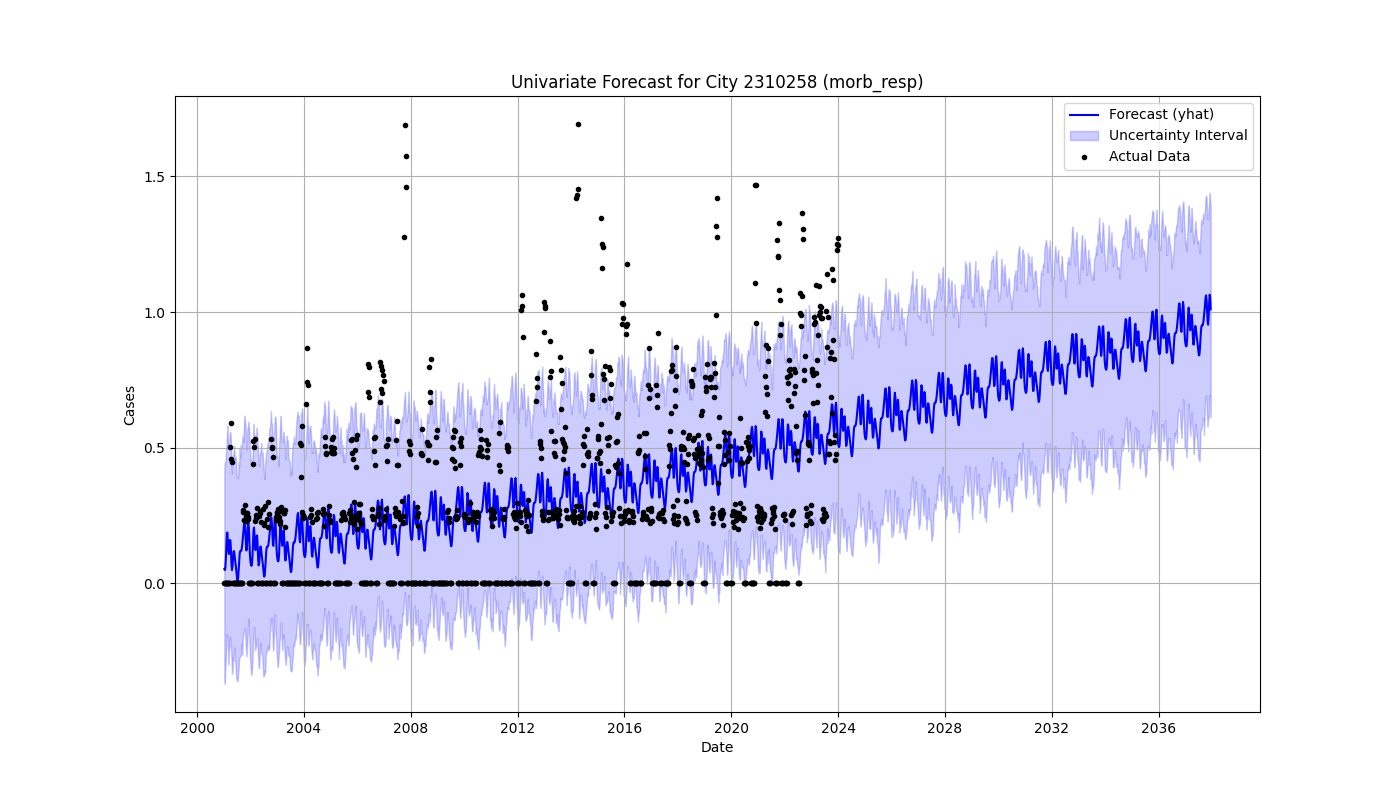 Univariate Forecast for City 2310258 (morb_resp)
Forecast (yhat)
Uncertainty Interval
Actual Data
Cases
1.5
1.0
0.5
0.0
2000 2004 2008 2012 2016 2020 2024 2028 2032 2036
Date